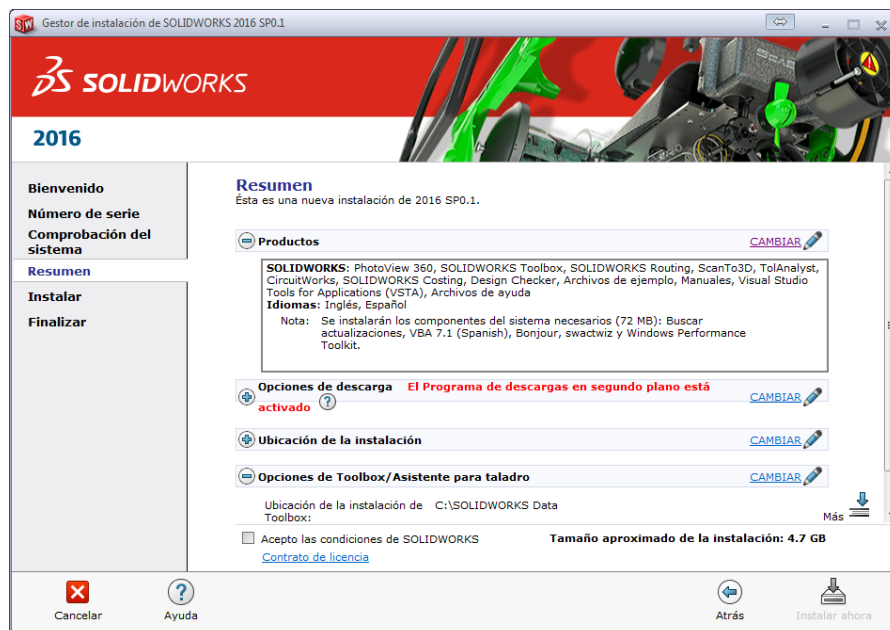 Gestor de instalación de SOLIDWORKS 2016 SP0.1
SOLIDWORKS
2016
Bienvenido
Número de serie
Comprobación del
sistema
Resumen
Instalar
Finalizar
Resumen
Ésta es una nueva instalación de 2016 SP0.1.
Productos CAMBIAR
SOLIDWORKS: PhotoView 360, SOLIDWORKS Toolbox, SOLIDWORKS Routing, ScanTo3D, TolAnalyst,
CircuitWorks, SOLIDWORKS Costing, Design Checker, Archivos de ejemplo, Manuales, Visual Studio
Tools for Applications (VSTA), Archivos de ayuda
Idiomas: Inglés, Español
Nota: Se instalarán los componentes del sistema necesarios (72 MB): Buscar
actualizaciones, VBA 7.1 (Spanish), Bonjour, swactwiz y Windows Performance
Toolkit.
Opciones de descarga El Programa de descargas en segundo plano está
activado ? CAMBIAR
Ubicación de la instalación CAMBIAR
Opciones de Toolbox/Asistente para taladro CAMBIAR
Ubicación de la instalación de C:\SOLIDWORKS Data
Toolbox:
Más
Acepto las condiciones de SOLIDWORKS Tamaño aproximado de la instalación: 4.7 GB
Contrato de licencia
Cancelar Ayuda Atrás Instalar ahora